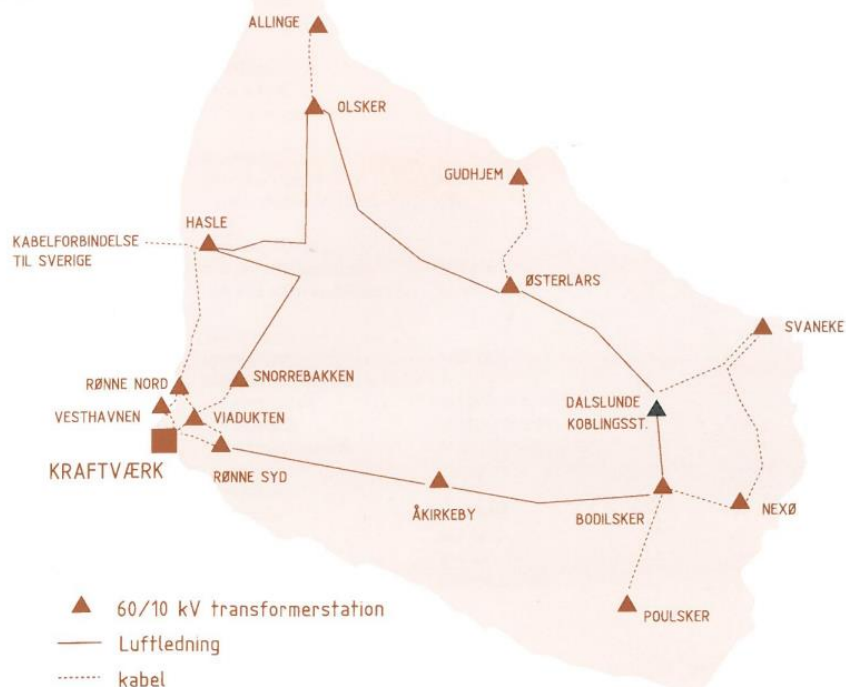 ALLINGE
OLSKER
GUDHJEM
HASLE
KABELFORBINDELSE
TIL SVERIGE
ØSTERLARS
SVANEKE
RØNNE NORD
SNORREBAKKEN
VESTHAVNEN
VIADUKTEN
DALSLUNDE
KOBLINGSST.
KRAFTVÆRK
RØNNE SYD
ÅKIRKEBY
BODILSKER
NEXØ
POULSKER
60/10 kV transformerstation
Luftledning
kabel